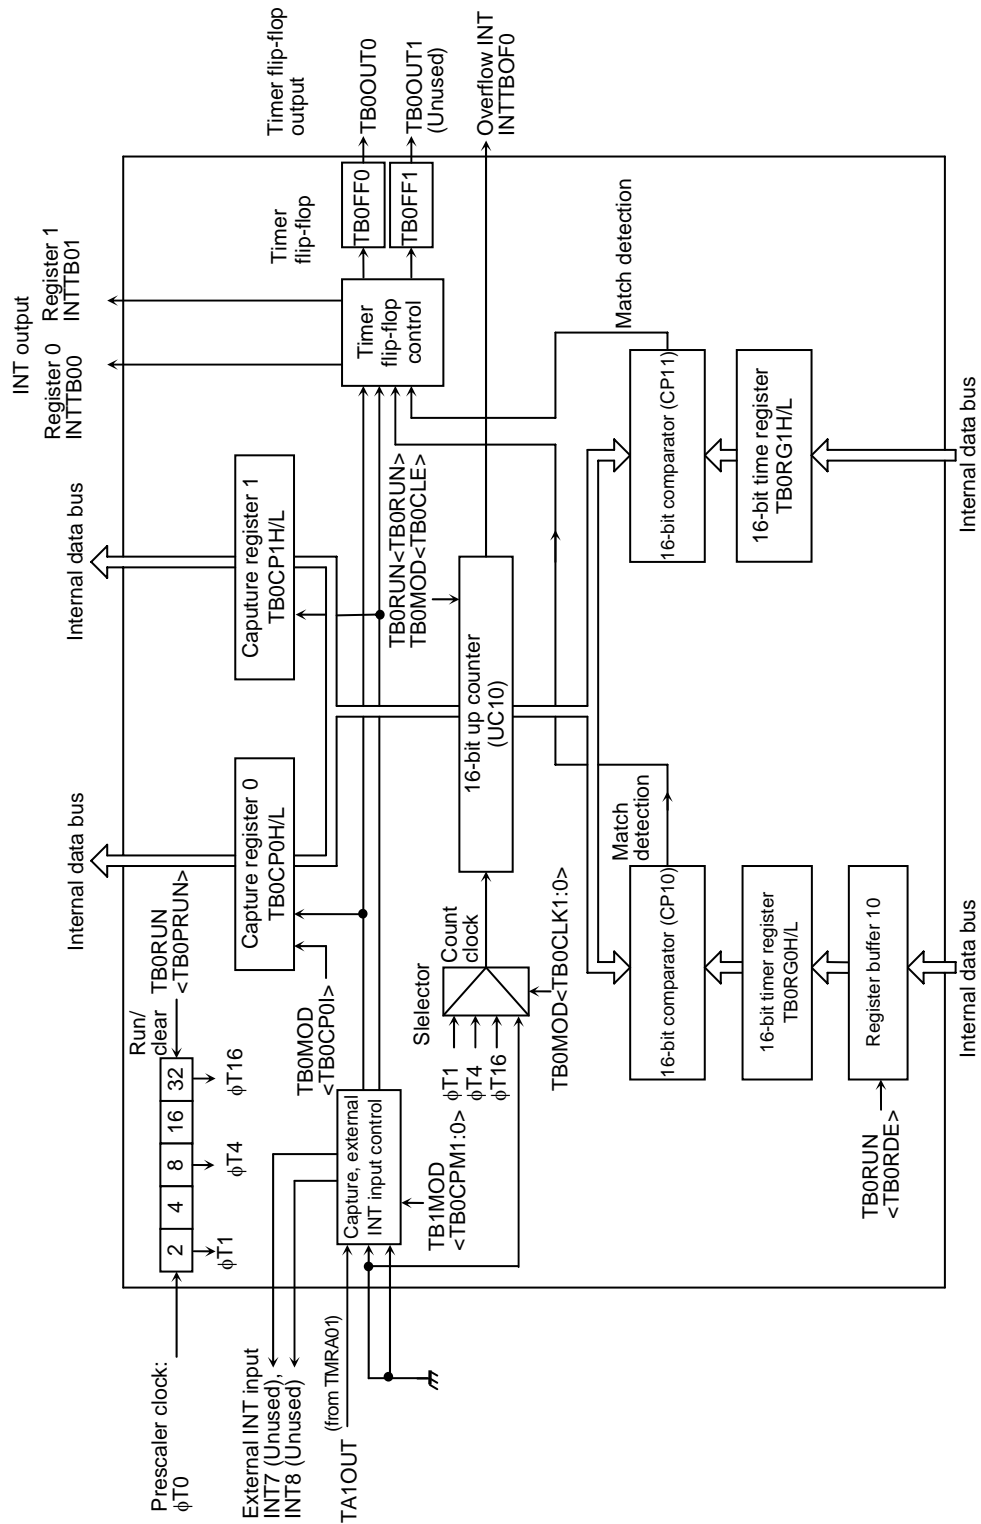 Prescaler clock:
φT0
2
4
8
16
32
φT1
φT4
φT16
Run/
clear
TB0RUN
<TB0PRUN>
Internal data bus
Internal data bus
INT output
Register 0
INTTB00
Register 1
INTTB01
External INT input
INT7 (Unused),
INT8 (Unused)
TA1OUT
(from TMRA01)
Capture, external
INT input control
TB0MOD
<TB0CP0I>
Capture register 0
TB0CP0H/L
Caputure register 1
TB0CP1H/L
TB1MOD
<TB0CPM1:0>
Slelector
φT1
φT4
φT16
Count
clock
TB0MOD<TB0CLK1:0>
TB0RUN<TB0RUN>
TB0MOD<TB0CLE>
16-bit up counter
(UC10)
Timer
flip-flop
control
Timer
flip-flop
TB0FF0
TB0FF1
Timer flip-flop
output
TB0OUT0
TB0OUT1
(Unused)
Overflow INT
INTTBOF0
Match
detection
Match detection
16-bit comparator (CP10)
16-bit comparator (CP11)
16-bit timer register
TB0RG0H/L
16-bit time register
TB0RG1H/L
Register buffer 10
TB0RUN
<TB0RDE>
Internal data bus
Internal data bus